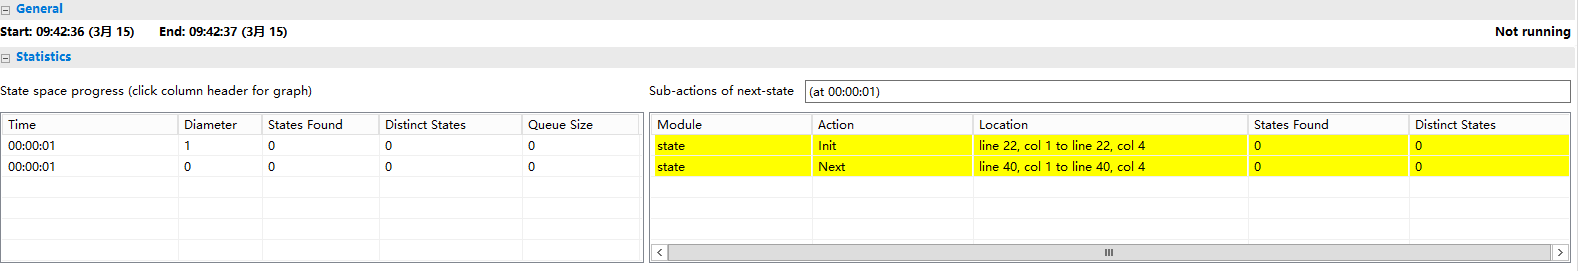 General
Start: 09:42:36 (3月 15) End: 09:42:37 (3月 15) Not running
Statistics
State space progress (click column header for graph) Sub-actions of next-state (at 00:00:01)
Time Diameter States Found Distinct States Queue Size
00:00:01 1 0 0 0
00:00:01 0 0 0 0
Module Action Location States Found Distinct States
state Init line 22, col 1 to line 22, col 4 0 0
state Next line 40, col 1 to line 40, col 4 0 0